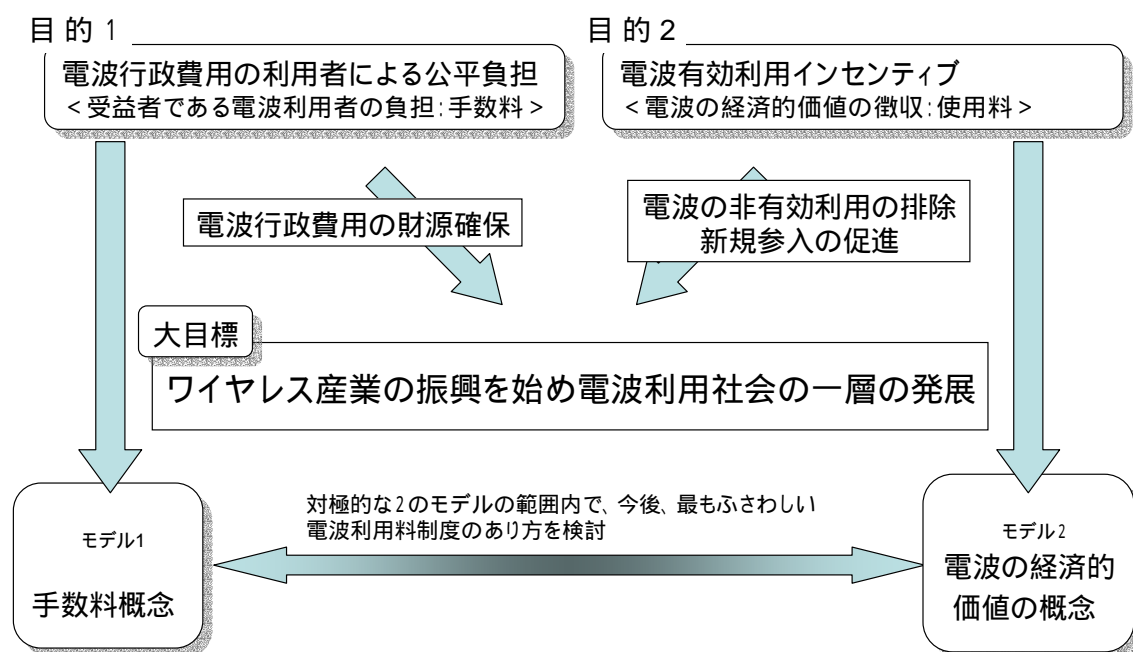 目的1
電波行政費用の利用者による公平負担
<受益者である電波利用者の負担:手数料>
目的2
電波有効利用インセンティブ
<電波の経済的価値の徴収:使用料>
電波行政費用の財源確保
電波の非有効利用の排除
新規参入の促進
大目標
ワイヤレス産業の振興を始め電波利用社会の一層の発展
対極的な2のモデルの範囲内で、今後、最もふさわしい
電波利用料制度のあり方を検討
モデル1
手数料概念
モデル2
電波の経済的
価値の概念